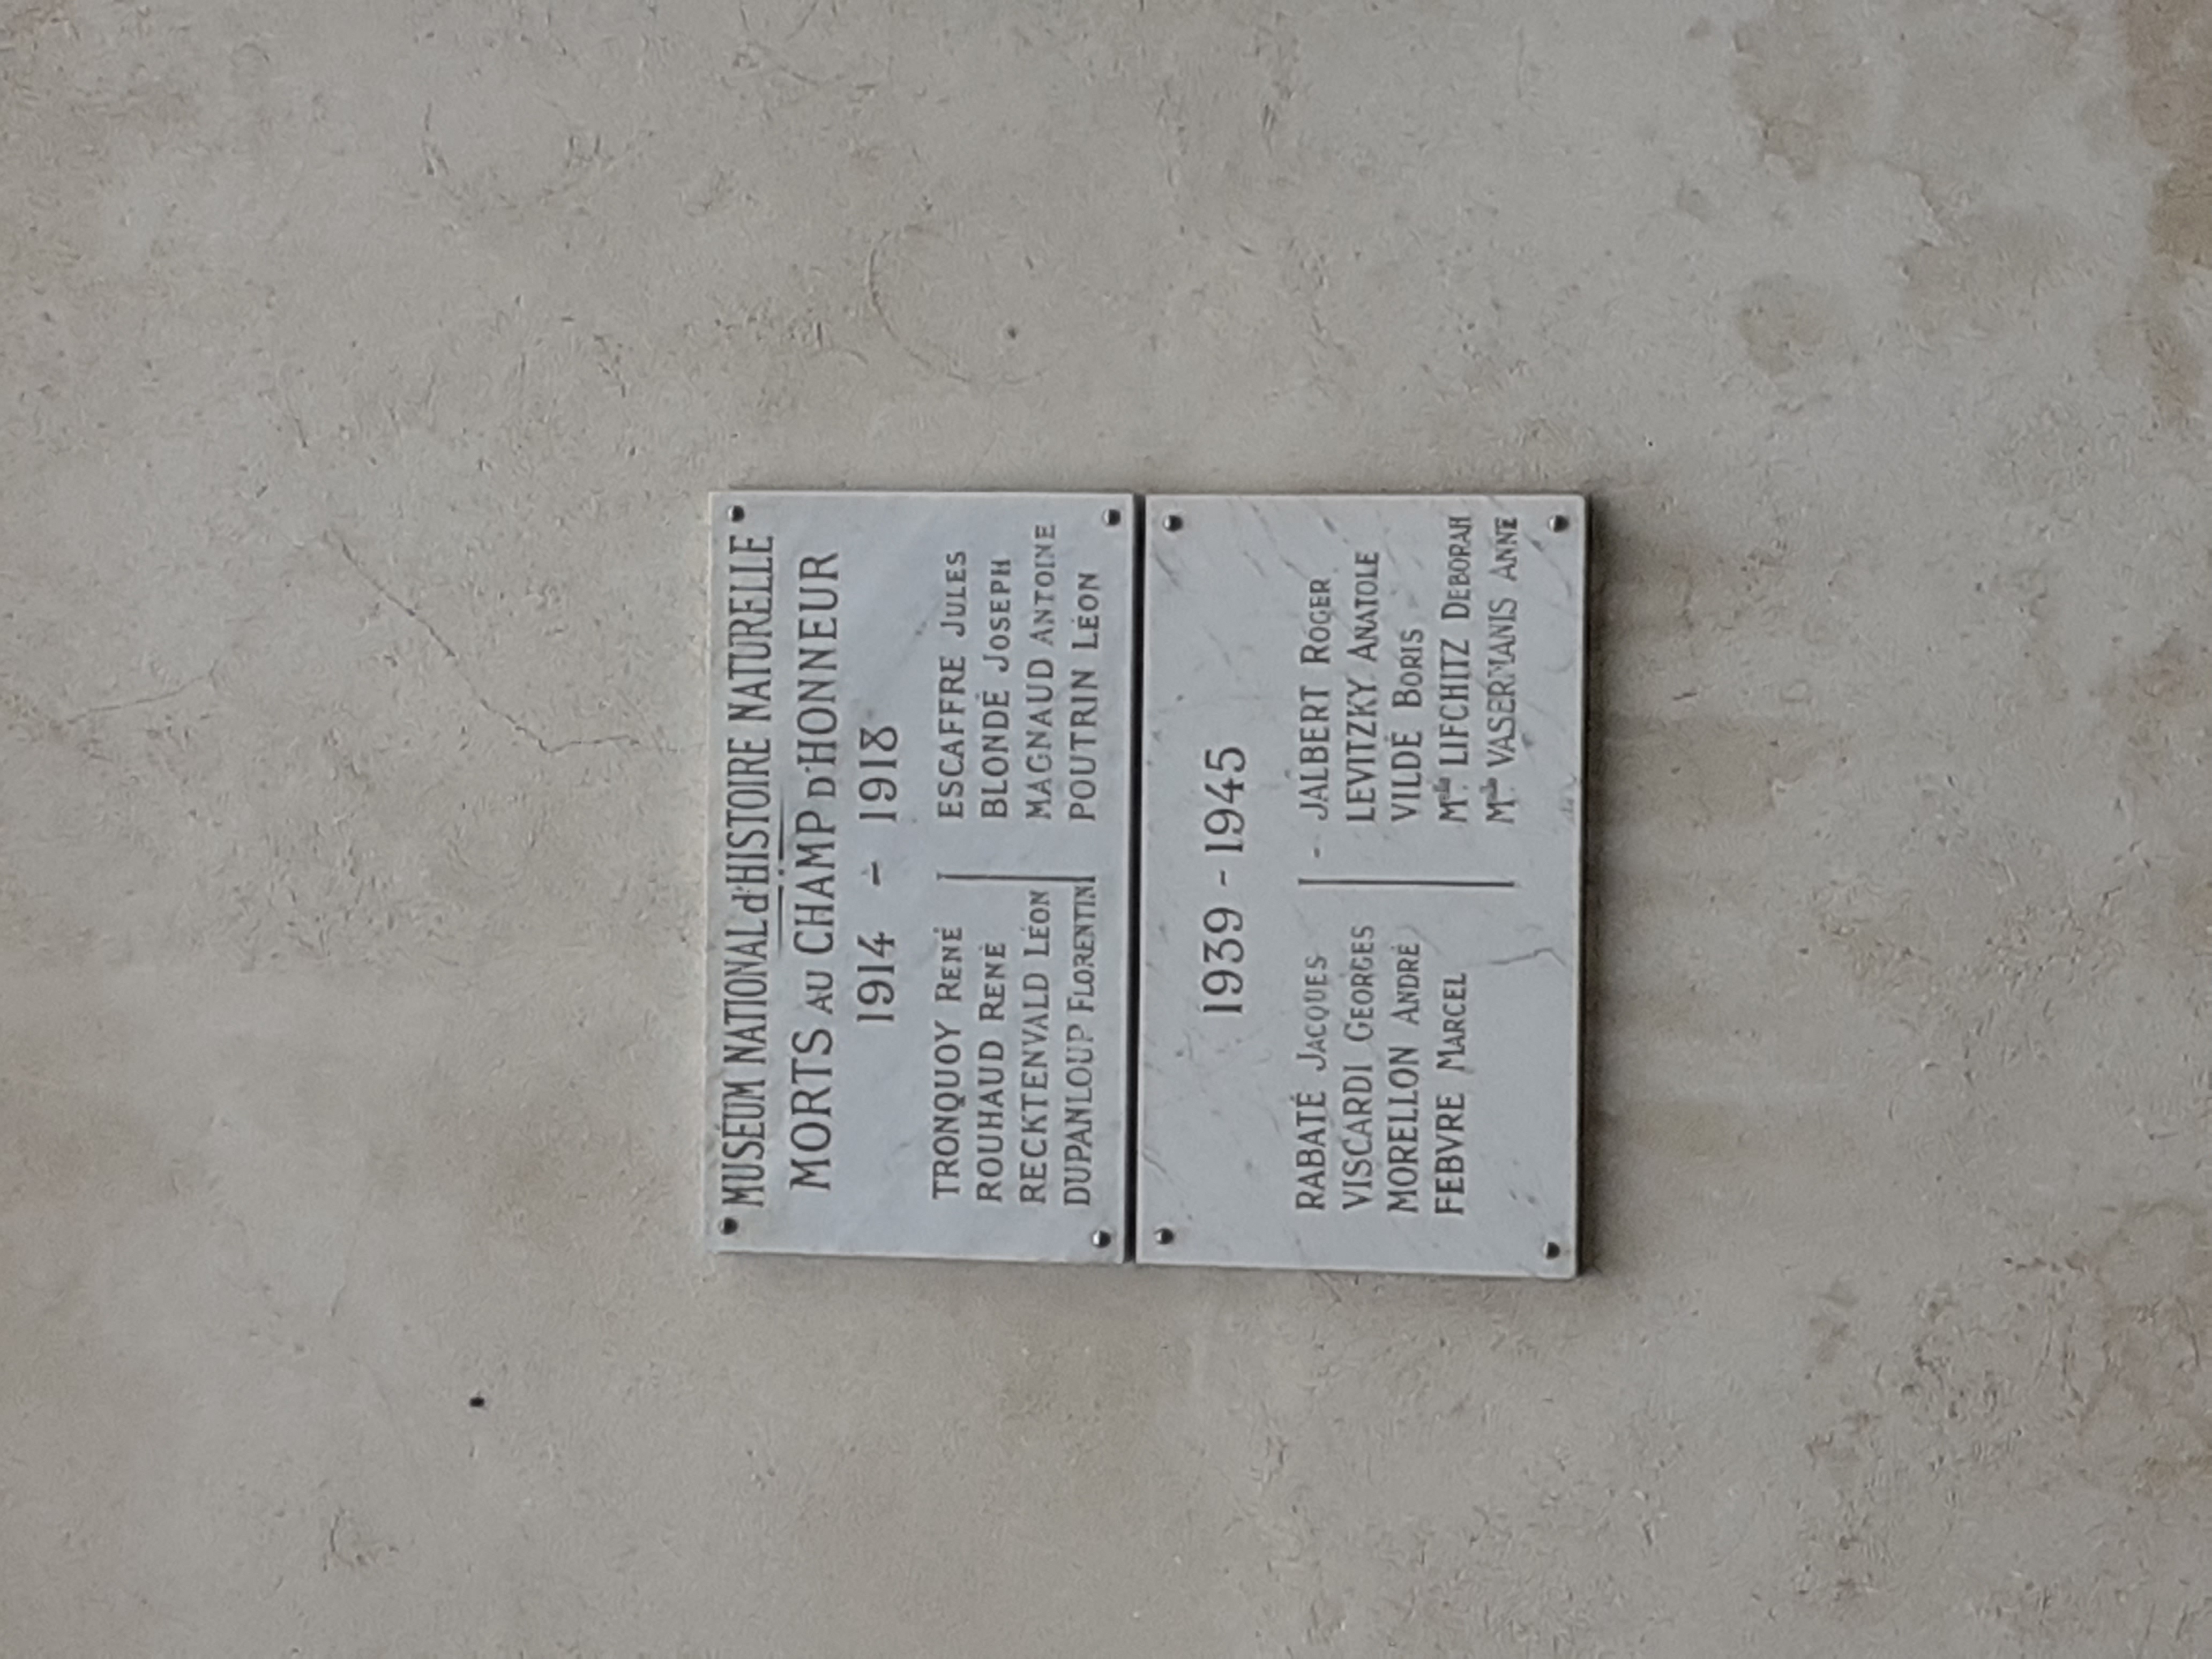 MUSEUM NATIONAL d'HISTOIRE NATURELLE
MORTS AU CHAMP D'HONNEUR
1914 - 1918
TRONQUOY RENÉ
ROUHAUD RENÉ
RECKTENVALD LÉON
DUPANLOUP FLORENTIN
ESCAFFRE JULES
BLONDÉ JOSEPH
MAGNAUD ANTOINE
POUTRIN LÉON
1939 - 1945
RABATÉ JACQUES
VISCARDI GEORGES
MORELLON ANDRÉ
FEBVRE MARCEL
- JALBERT ROGER
LEVITZKY ANATOLE
VILDÉ BORIS
Melle LIFCHITZ DEBORAH
Melle VASERMANIS ANNE